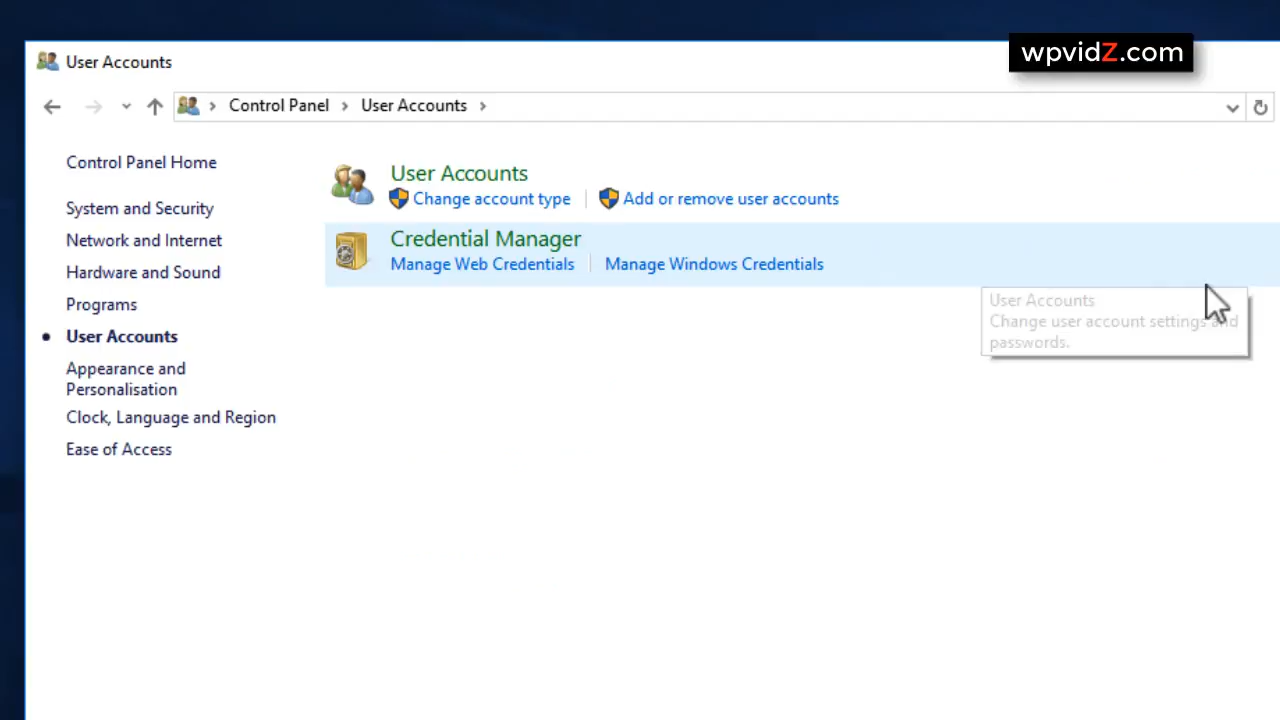 wpvidZ.com
User Accounts
Control Panel > User Accounts >
Control Panel Home
System and Security
Network and Internet
Hardware and Sound
Programs
User Accounts
Appearance and
Personalisation
Clock, Language and Region
Ease of Access
User Accounts
Change account type
Add or remove user accounts
Credential Manager
Manage Web Credentials
Manage Windows Credentials
User Accounts
Change user account settings and
passwords.